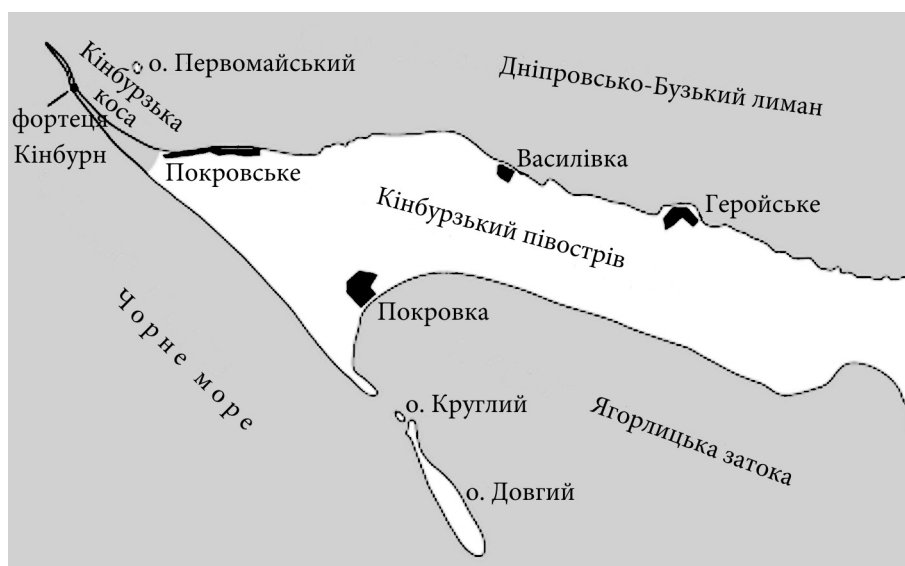 Кінбурзька
коса
о. Первомайський
Дніпровсько-Бузький лиман
фортеця
Кінбурн
Покровське
Василівка
Геройське
Кінбурзький півострів
Покровка
Чорне море
о. Круглий
Ягорлицька затока
о. Довгий